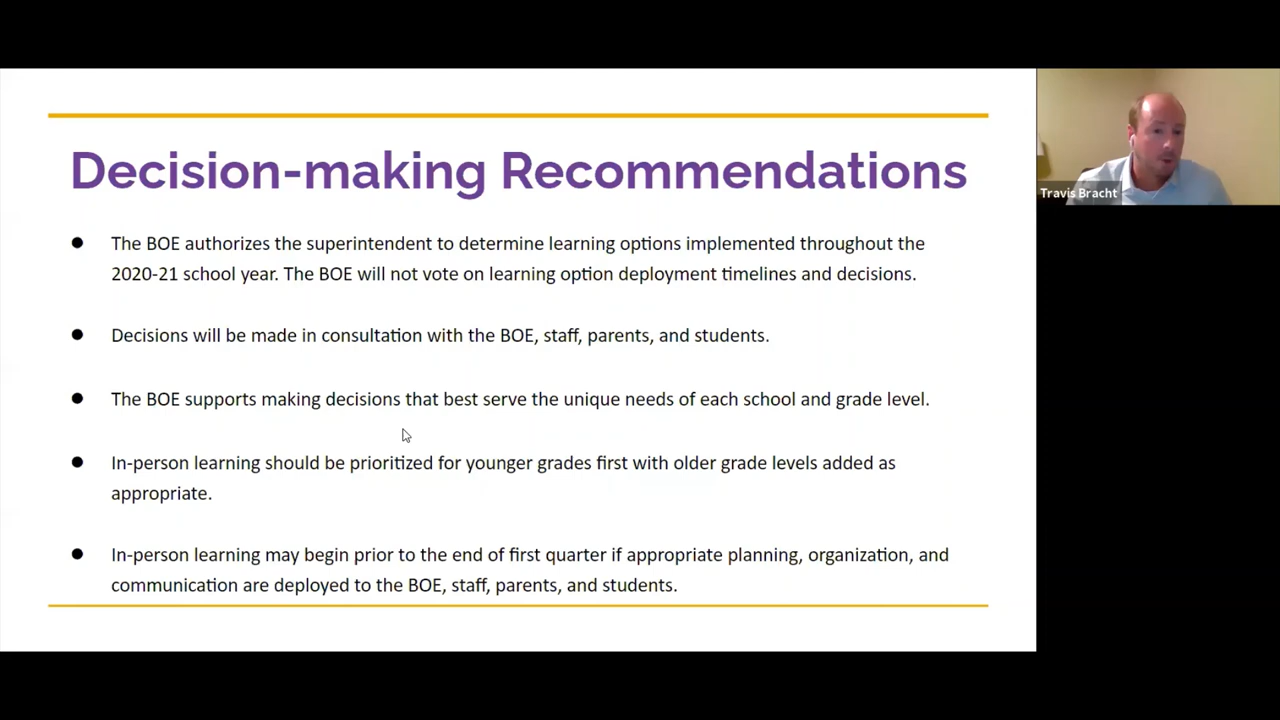 Decision-making Recommendations
● The BOE authorizes the superintendent to determine learning options implemented throughout the
2020-21 school year. The BOE will not vote on learning option deployment timelines and decisions.
● Decisions will be made in consultation with the BOE, staff, parents, and students.
● The BOE supports making decisions that best serve the unique needs of each school and grade level.
● In-person learning should be prioritized for younger grades first with older grade levels added as
appropriate.
● In-person learning may begin prior to the end of first quarter if appropriate planning, organization, and
communication are deployed to the BOE, staff, parents, and students.
Travis Bracht